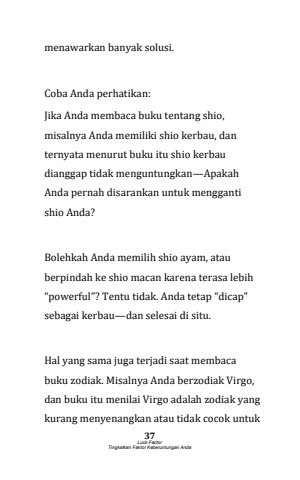 menawarkan banyak solusi.
Coba Anda perhatikan:
Jika Anda membaca buku tentang shio,
misalnya Anda memiliki shio kerbau, dan
ternyata menurut buku itu shio kerbau
dianggap tidak menguntungkan—Apakah
Anda pernah disarankan untuk mengganti
shio Anda?
Bolehkah Anda memilih shio ayam, atau
berpindah ke shio macan karena terasa lebih
“powerful”? Tentu tidak. Anda tetap “dicap”
sebagai kerbau—dan selesai di situ.
Hal yang sama juga terjadi saat membaca
buku zodiak. Misalnya Anda berzodiak Virgo,
dan buku itu menilai Virgo adalah zodiak yang
kurang menyenangkan atau tidak cocok untuk
37
Luck Factor
Tingkatkan Faktor Keberuntungan Anda